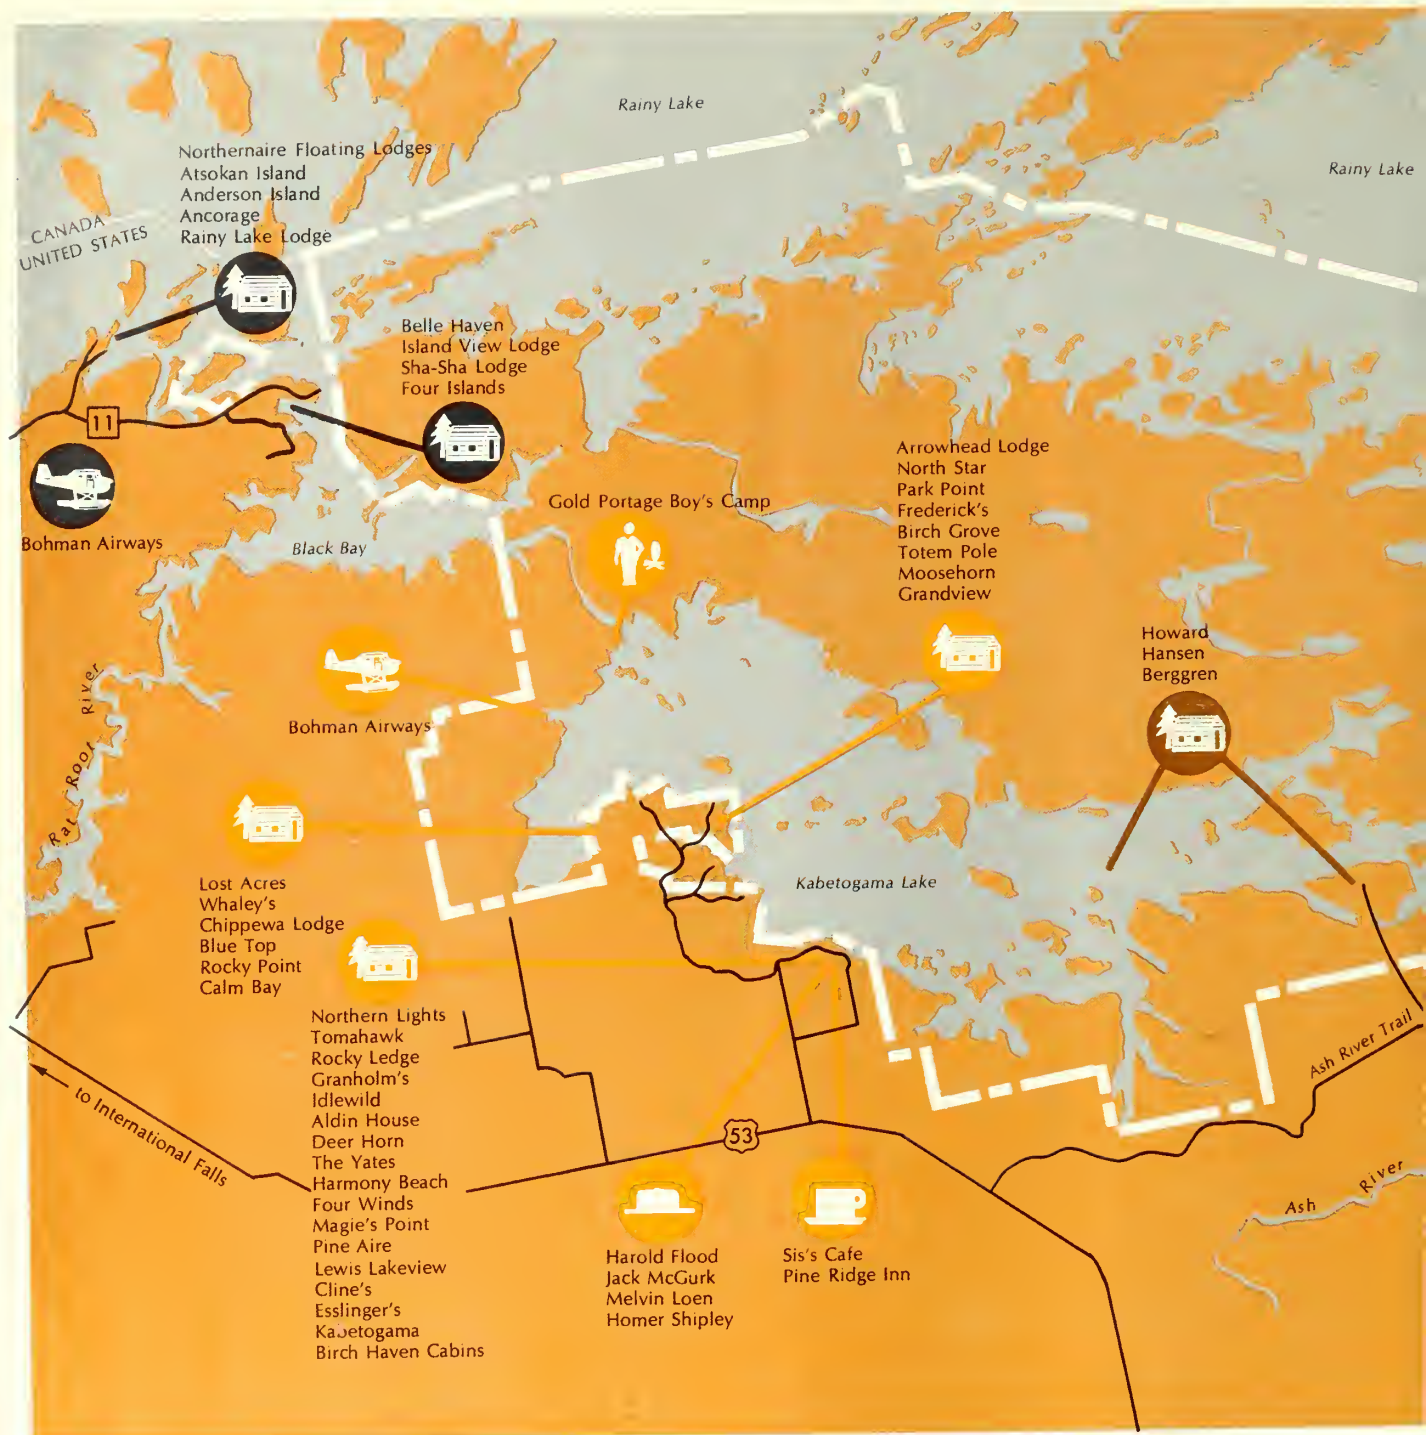 Rainy Lake
Rainy Lake
Northernaire Floating Lodges
Atsokan Island
Anderson Island
Ancorage
Rainy Lake Lodge
CANADA
UNITED STATES
Belle Haven
Island View Lodge
Sha-Sha Lodge
Four Islands
11
Bohman Airways
Black Bay
Gold Portage Boy's Camp
Arrowhead Lodge
North Star
Park Point
Frederick's
Birch Grove
Totem Pole
Moosehorn
Grandview
Howard
Hansen
Berggren
Rat Root River
Bohman Airways
Kabetogama Lake
Lost Acres
Whaley's
Chippewa Lodge
Blue Top
Rocky Point
Calm Bay
Northern Lights
Tomahawk
Rocky Ledge
Granholm's
Idlewild
Aldin House
Deer Horn
The Yates
Harmony Beach
Four Winds
Magie's Point
Pine Aire
Lewis Lakeview
Cline's
Esslinger's
Kabetogama
Birch Haven Cabins
to International Falls
53
Ash River Trail
Ash River
Harold Flood
Jack McGurk
Melvin Loen
Homer Shipley
Sis's Cafe
Pine Ridge Inn